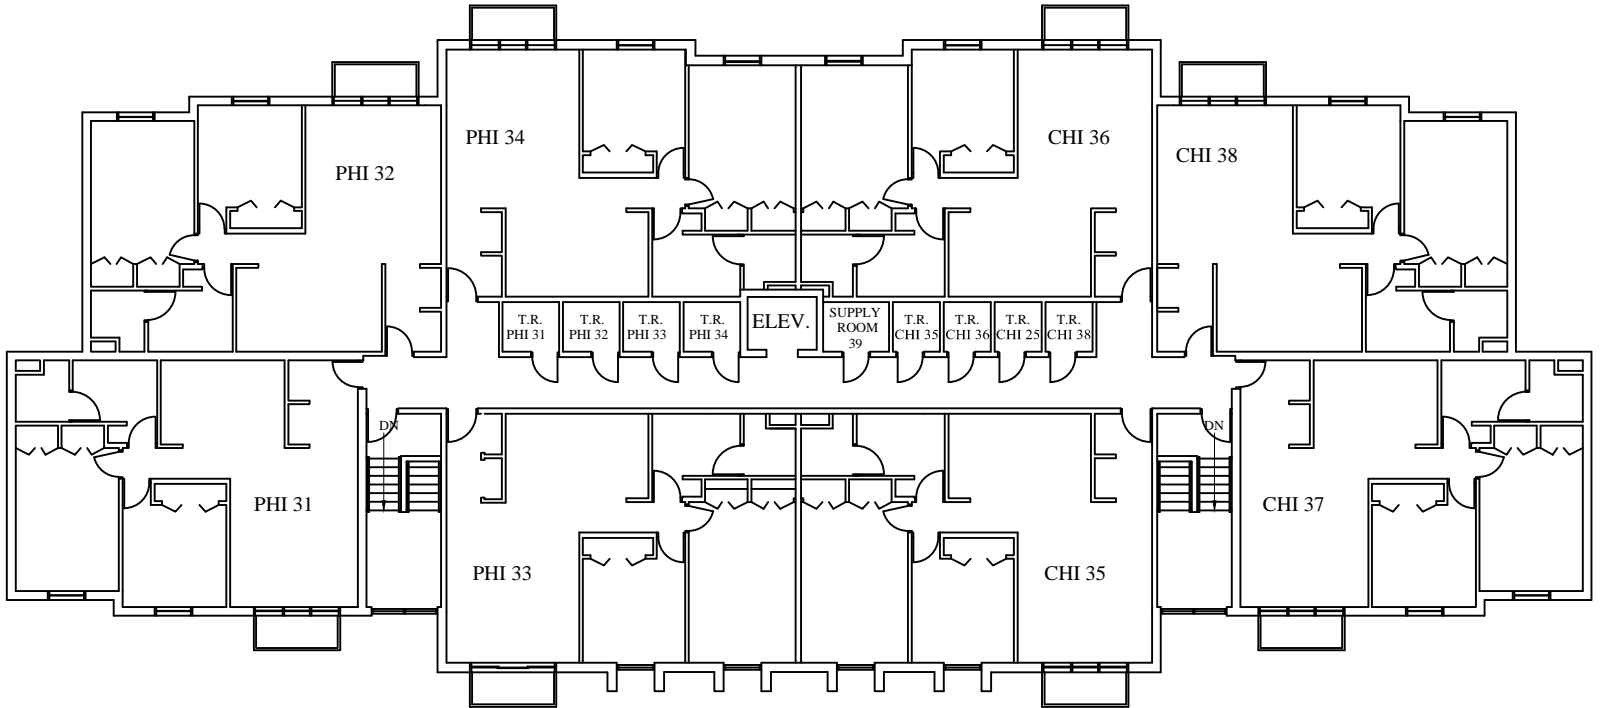 PHI 34
CHI 36
PHI 32
CHI 38
T.R.
PHI 31
T.R.
PHI 32
T.R.
PHI 33
T.R.
PHI 34
ELEV.
SUPPLY
ROOM
39
T.R.
CHI 35
T.R.
CHI 36
T.R.
CHI 25
T.R.
CHI 38
DN
DN
PHI 31
CHI 37
PHI 33
CHI 35